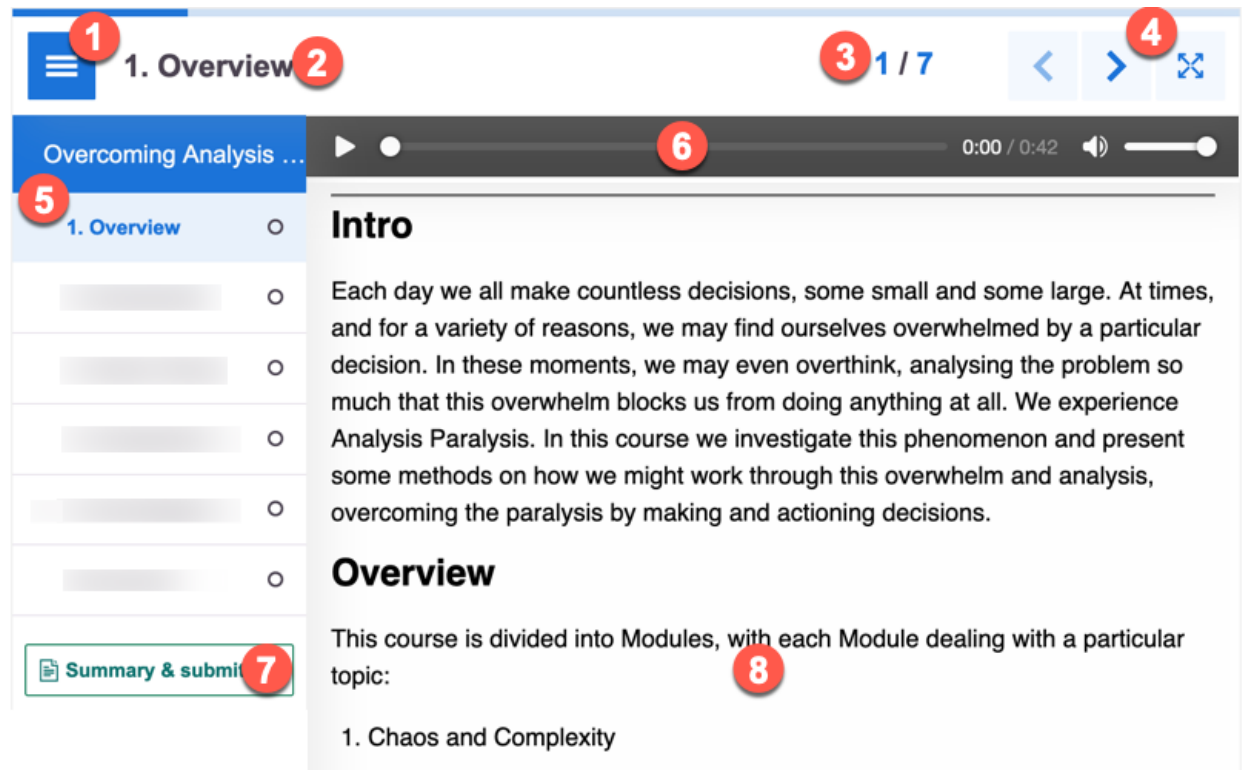 1
1. Overview
2
3
1 / 7
4
Overcoming Analysis ...
6
0:00 / 0:42
5
1. Overview
Summary & submit
7
Intro
Each day we all make countless decisions, some small and some large. At times,
and for a variety of reasons, we may find ourselves overwhelmed by a particular
decision. In these moments, we may even overthink, analysing the problem so
much that this overwhelm blocks us from doing anything at all. We experience
Analysis Paralysis. In this course we investigate this phenomenon and present
some methods on how we might work through this overwhelm and analysis,
overcoming the paralysis by making and actioning decisions.
Overview
This course is divided into Modules, with each Module dealing with a particular
topic:
8
1. Chaos and Complexity